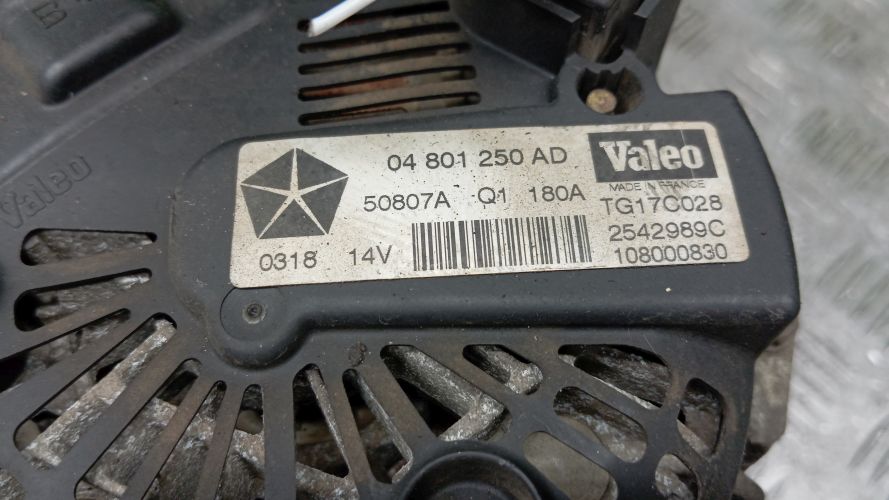 Valeo
04 801 250 AD
Valeo
MADE IN FRANCE
50807A Q1 180A
TG17C028
0318 14V
2542989C
108000830